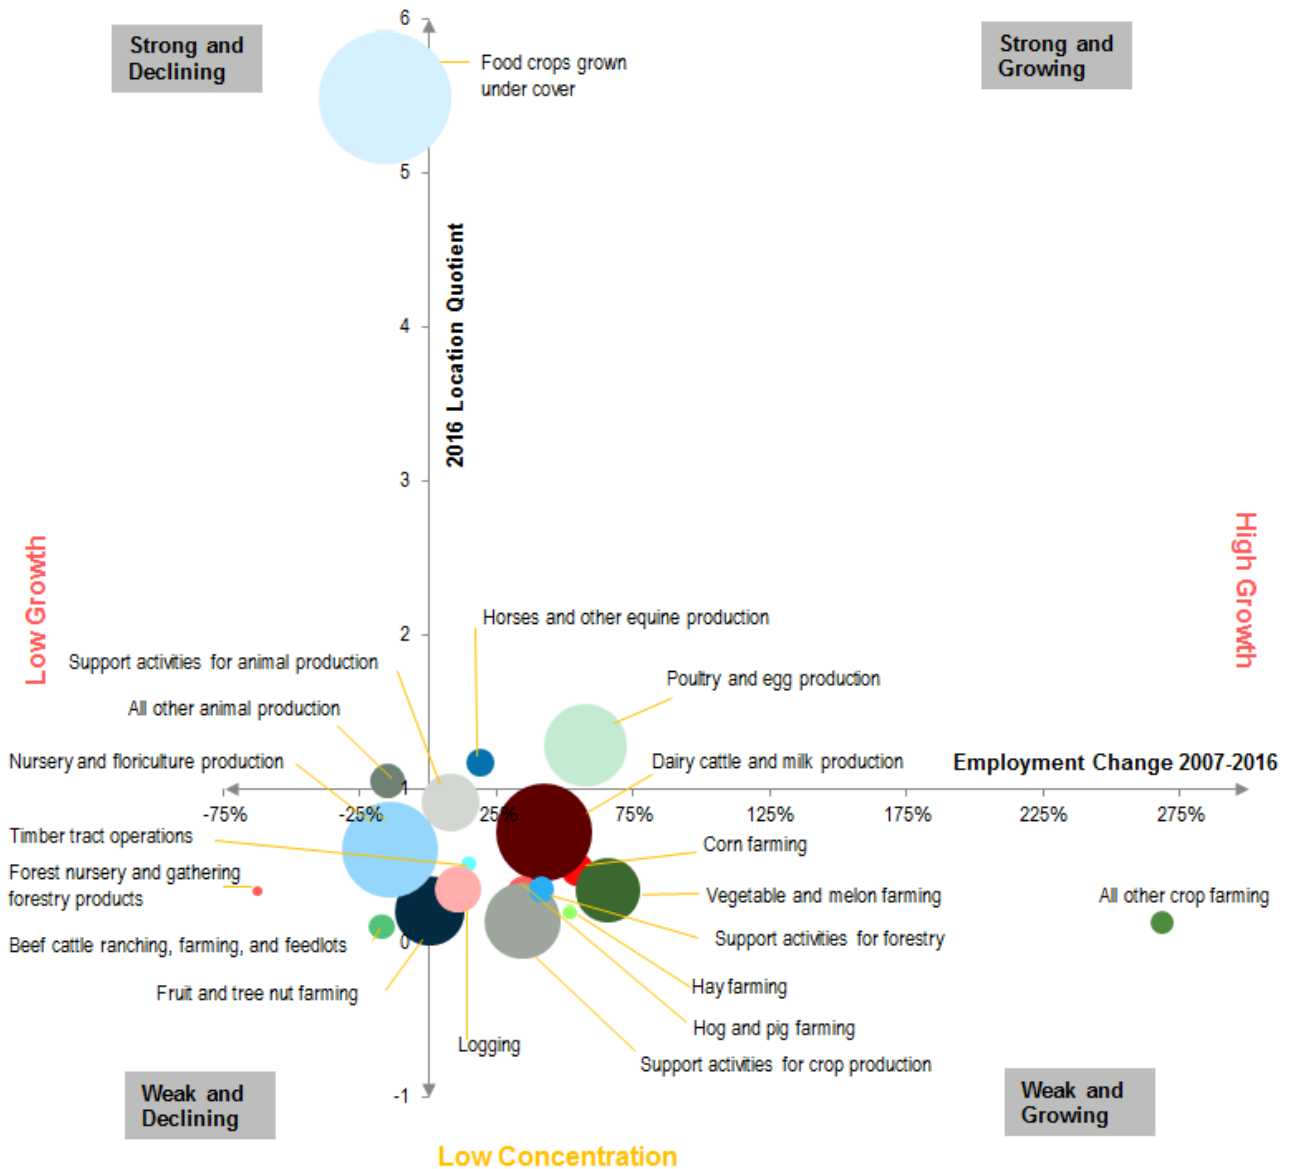 6
Strong and
Declining
Strong and
Growing
Food crops grown
under cover
5
2016 Location Quotient
4
3
Low Growth
High Growth
Horses and other equine production
2
Support activities for animal production
Poultry and egg production
All other animal production
Nursery and floriculture production
Dairy cattle and milk production
Employment Change 2007-2016
1
-75%
-25%
25%
75%
125%
175%
225%
275%
Timber tract operations
Corn farming
Forest nursery and gathering
forestry products
Vegetable and melon farming
All other crop farming
Beef cattle ranching, farming, and feedlots
0
Support activities for forestry
Fruit and tree nut farming
Hay farming
Hog and pig farming
Logging
Support activities for crop production
-1
Weak and
Declining
Weak and
Growing
Low Concentration